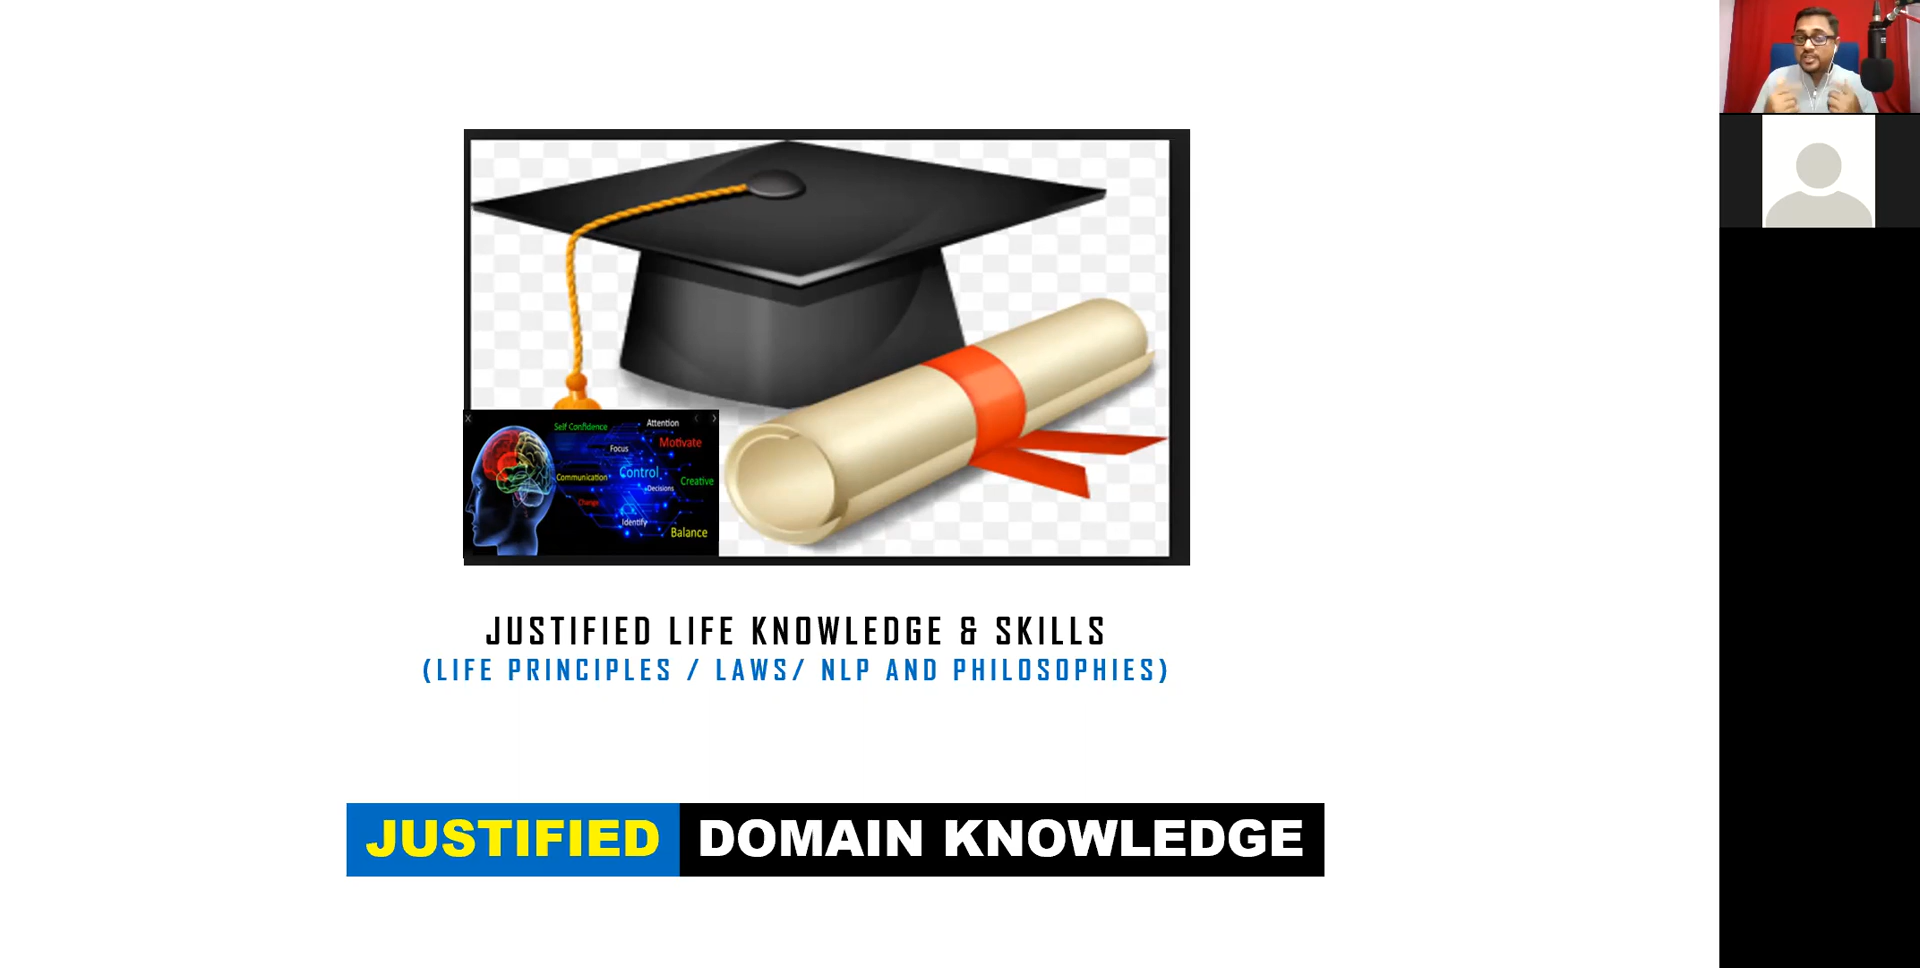 Self Confidence
Attention
Focus
Motivate
Communication
Control
Decisions
Creative
Change
Identify
Balance
JUSTIFIED LIFE KNOWLEDGE & SKILLS
(LIFE PRINCIPLES / LAWS/ NLP AND PHILOSOPHIES)
JUSTIFIED DOMAIN KNOWLEDGE